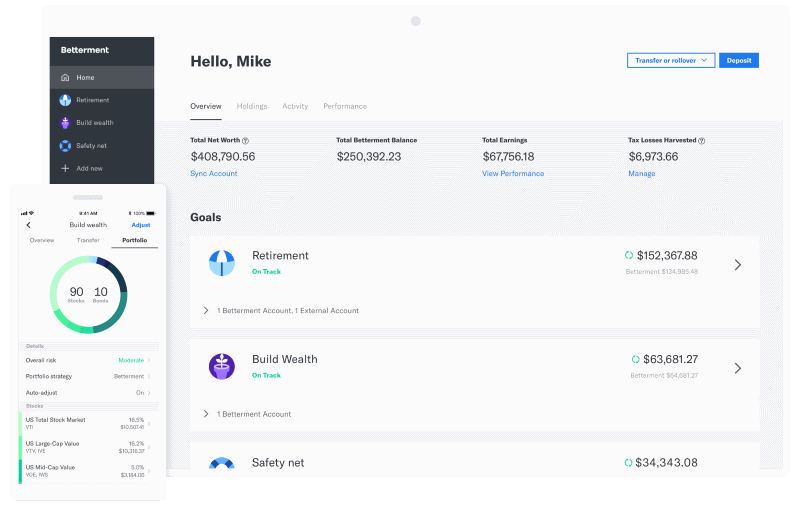 Betterment
Home
Retirement
Build wealth
Safety net
Add new
Hello, Mike
Transfer or rollover
Deposit
Overview Holdings Activity Performance
Total Net Worth ?
$408,790.56
Sync Account
Total Betterment Balance
$250,392.23
Total Earnings
$67,756.18
View Performance
Tax Losses Harvested ?
$6,973.66
Manage
Goals
Retirement
On Track
$152,367.88
Betterment $134,985.48
1 Betterment Account, 1 External Account
Build Wealth
On Track
$63,681.27
Betterment $64,681.27
1 Betterment Account
Safety net
$34,343.08
9:41 AM 100%
Build wealth Adjust
Overview Transfer Portfolio
90 10
Stocks Bonds
Details
Overall risk Moderate
Portfolio strategy Betterment
Auto-adjust On
Stocks
US Total Stock Market 16.5%
VTI $10,507.41
US Large-Cap Value 16.2%
VTV, IVE $10,316.37
US Mid-Cap Value 5.0%
VOE, IWS $3,184.06